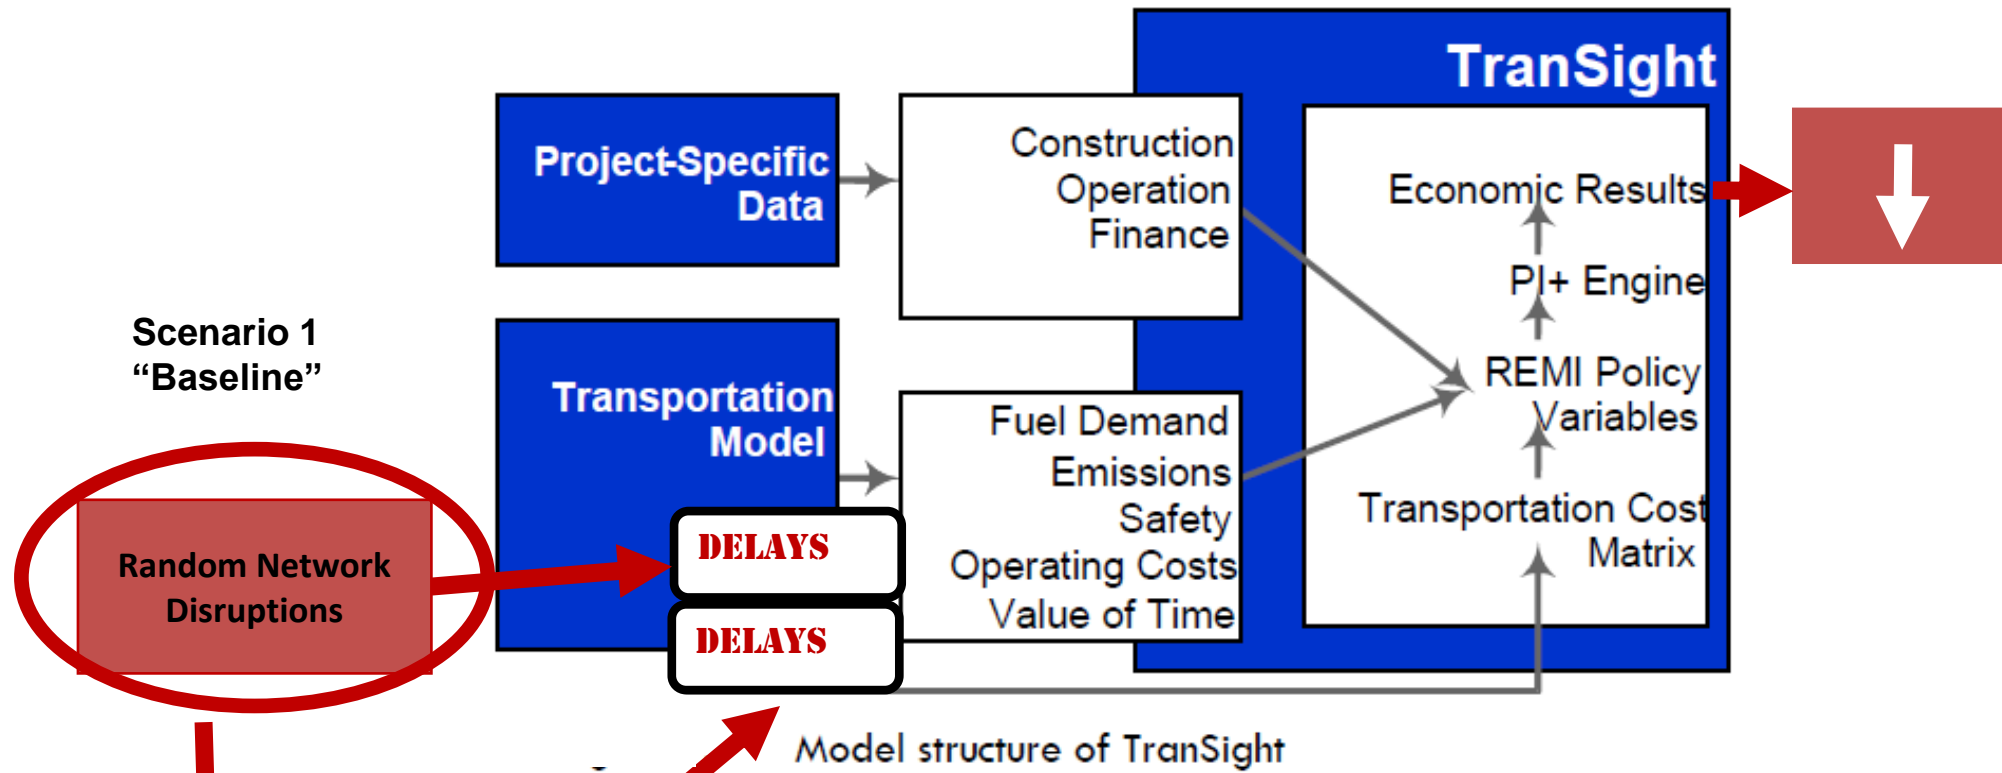 TranSight
Project-Specific
Data
Construction
Operation
Finance
Economic Results
PI+ Engine
REMI Policy
Variables
Transportation Cost
Matrix
Scenario 1
“Baseline”
Transportation
Model
Fuel Demand
Emissions
Safety
Operating Costs
Value of Time
Random Network
Disruptions
DELAYS
DELAYS
Model structure of TranSight